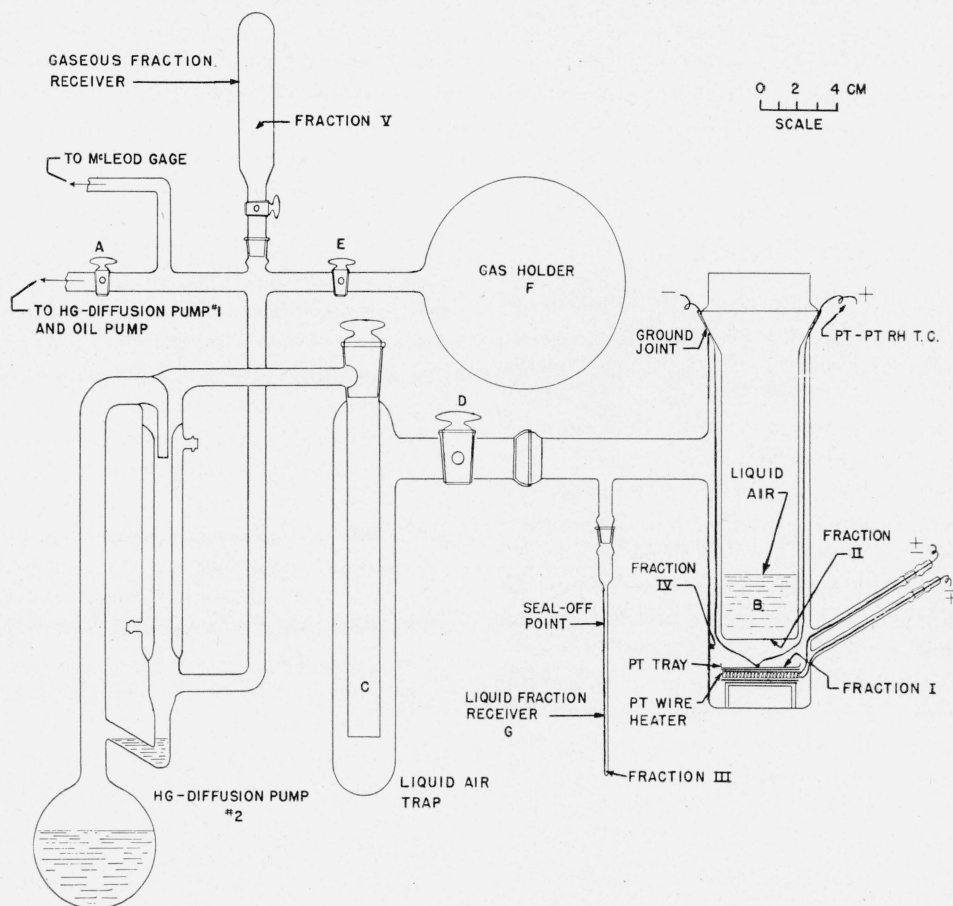 GASEOUS FRACTION
RECEIVER
FRACTION V
0 2 4 CM
SCALE
TO McLEOD GAGE
A
E
GAS HOLDER
F
TO HG-DIFFUSION PUMP #1
AND OIL PUMP
−
+
GROUND
JOINT
PT-PT RH T.C.
D
LIQUID
AIR
FRACTION
II
FRACTION
IV
±
∓
B
SEAL-OFF
POINT
PT TRAY
C
FRACTION I
LIQUID FRACTION
RECEIVER
G
PT WIRE
HEATER
FRACTION III
LIQUID AIR
TRAP
HG-DIFFUSION PUMP
#2